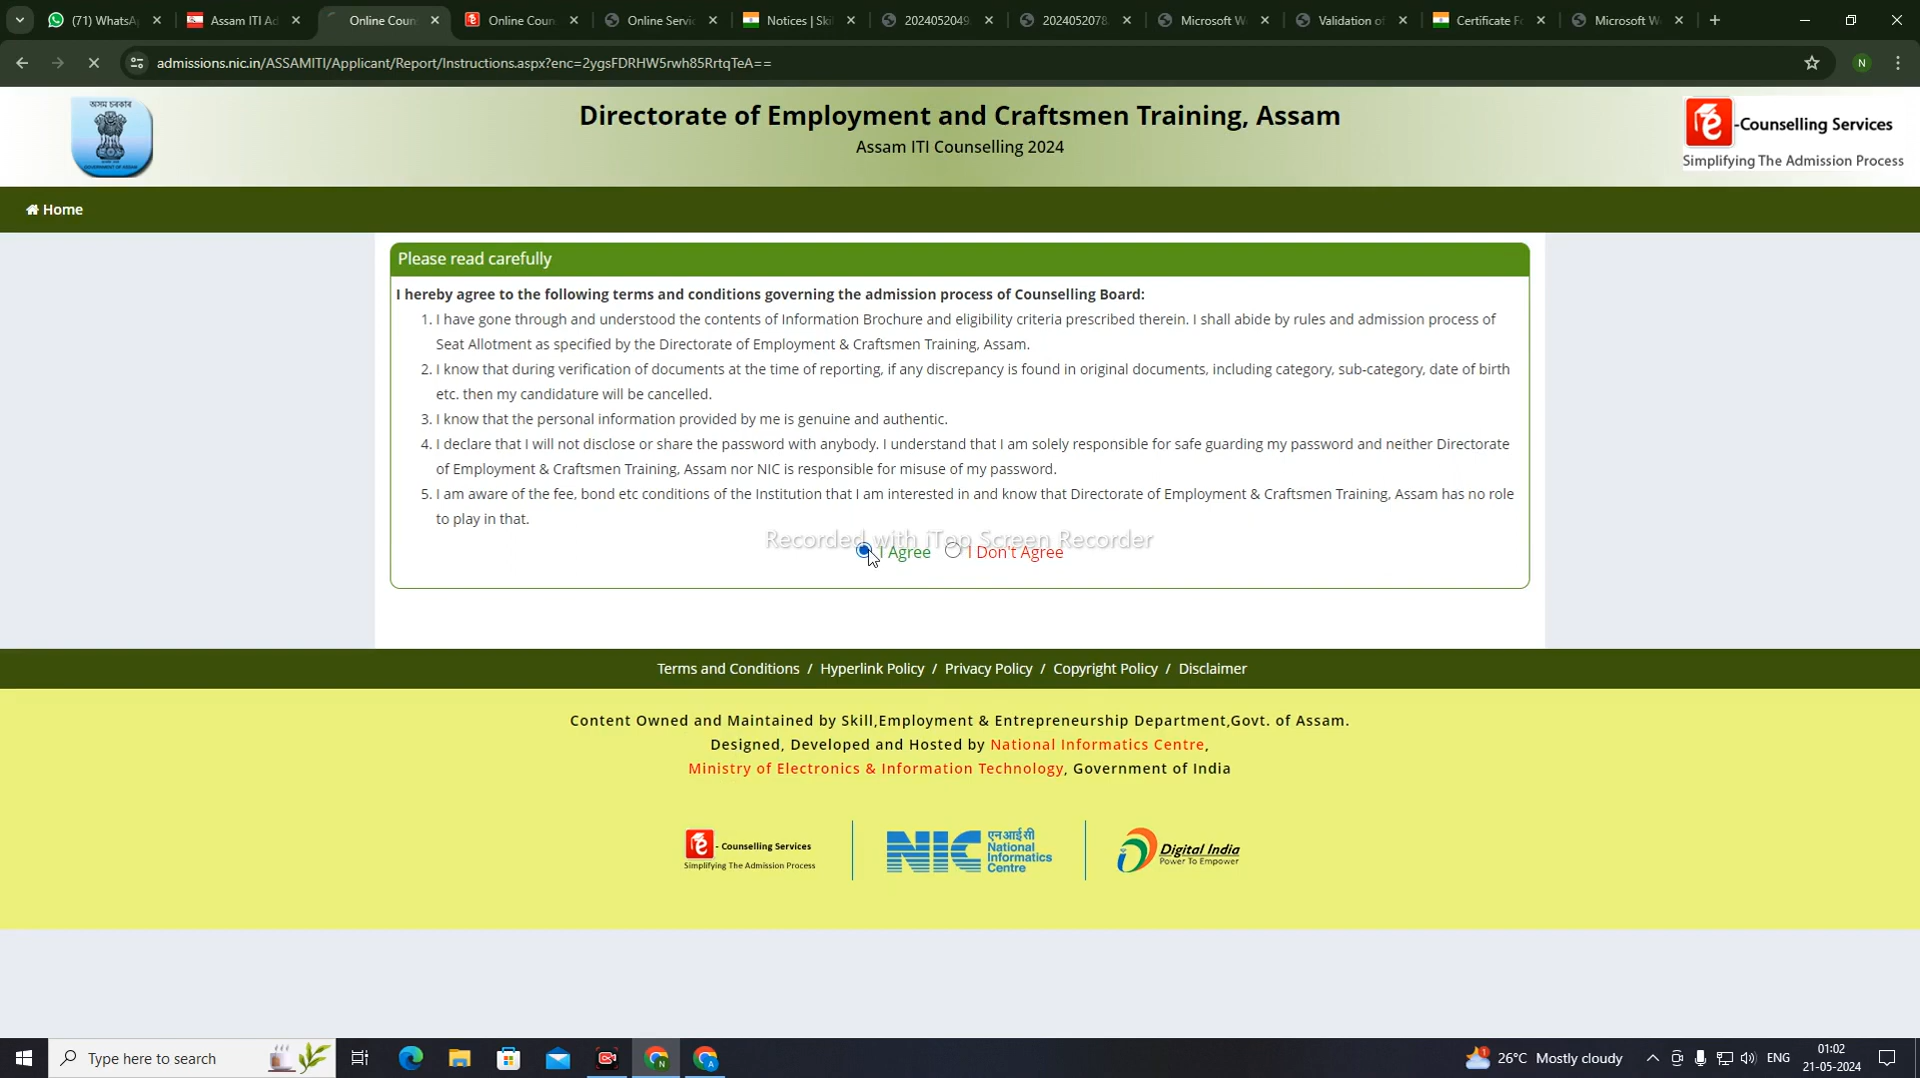 (71) WhatsA
Assam ITI Ad
Online Coun
Online Coun
Online Servic
Notices | Ski
2024052049
2024052078
Microsoft W
Validation of
Certificate F
Microsoft W
admissions.nic.in/ASSAMITI/Applicant/Report/Instructions.aspx?enc=2ygsFDRHW5rwh85RrtqTeA==
N
অসম চৰকাৰ
GOVERNMENT OF ASSAM
Directorate of Employment and Craftsmen Training, Assam
Assam ITI Counselling 2024
-Counselling Services
Simplifying The Admission Process
Home
Please read carefully
I hereby agree to the following terms and conditions governing the admission process of Counselling Board:
1. I have gone through and understood the contents of Information Brochure and eligibility criteria prescribed therein. I shall abide by rules and admission process of
Seat Allotment as specified by the Directorate of Employment & Craftsmen Training, Assam.
2. I know that during verification of documents at the time of reporting, if any discrepancy is found in original documents, including category, sub-category, date of birth
etc. then my candidature will be cancelled.
3. I know that the personal information provided by me is genuine and authentic.
4. I declare that I will not disclose or share the password with anybody. I understand that I am solely responsible for safe guarding my password and neither Directorate
of Employment & Craftsmen Training, Assam nor NIC is responsible for misuse of my password.
5. I am aware of the fee, bond etc conditions of the Institution that I am interested in and know that Directorate of Employment & Craftsmen Training, Assam has no role
to play in that.
Recorded with iTop Screen Recorder
I Agree I Don't Agree
Terms and Conditions / Hyperlink Policy / Privacy Policy / Copyright Policy / Disclaimer
Content Owned and Maintained by Skill,Employment & Entrepreneurship Department,Govt. of Assam.
Designed, Developed and Hosted by National Informatics Centre,
Ministry of Electronics & Information Technology, Government of India
- Counselling Services
Simplifying The Admission Process
NIC
एनआईसी
National
Informatics
Centre
Digital India
Power To Empower
Type here to search
26°C Mostly cloudy
ENG
01:02
21-05-2024